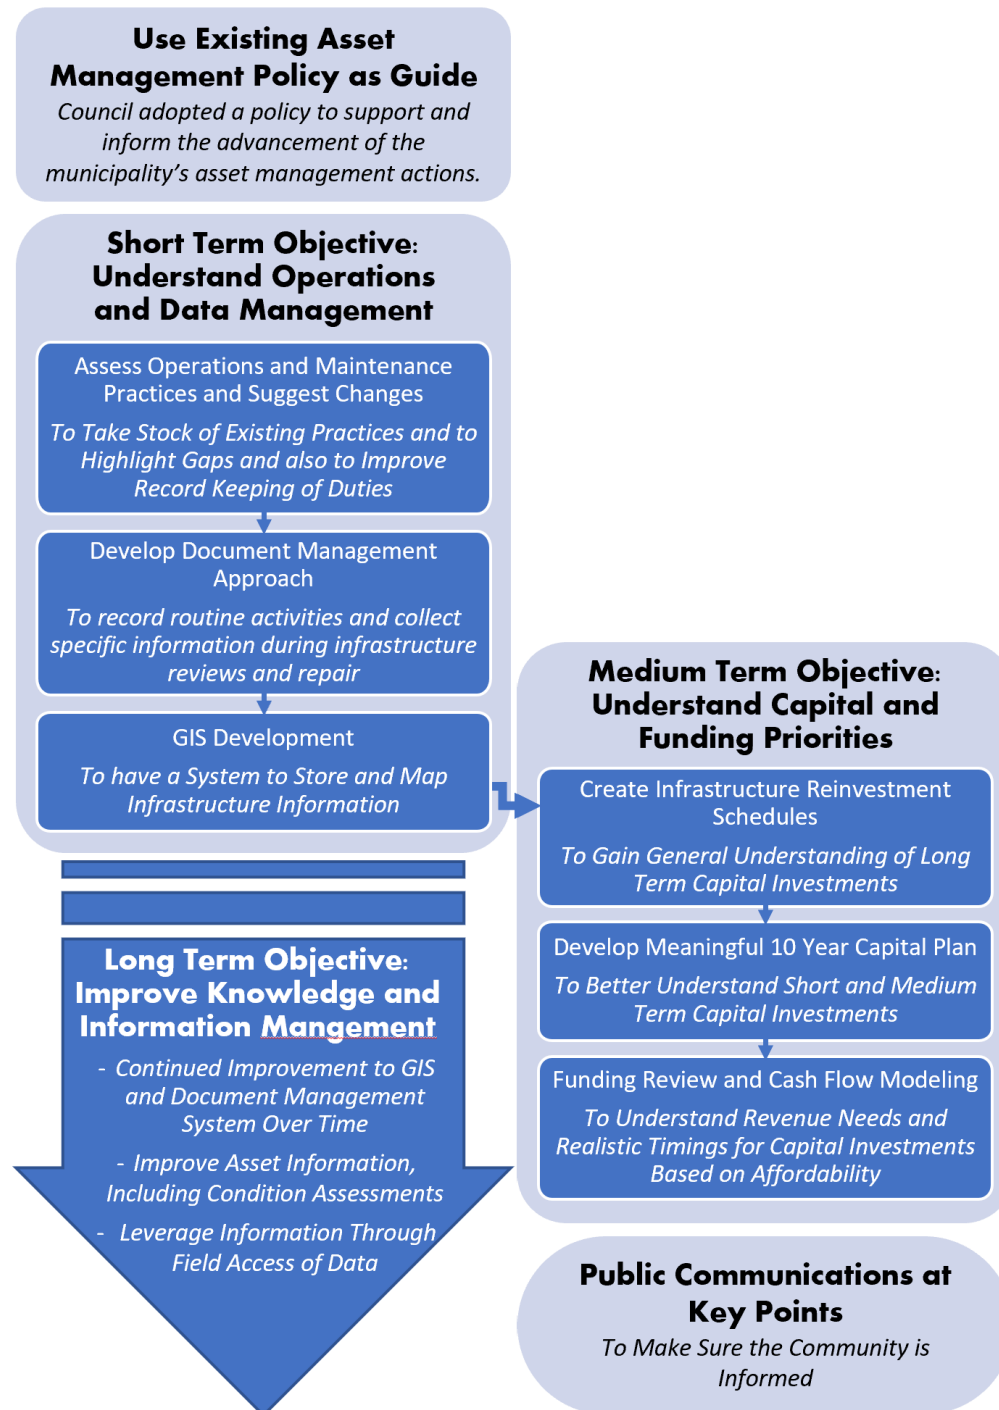 Use Existing Asset
Management Policy as Guide
Council adopted a policy to support and
inform the advancement of the
municipality’s asset management actions.
Short Term Objective:
Understand Operations
and Data Management
Assess Operations and Maintenance
Practices and Suggest Changes
To Take Stock of Existing Practices and to
Highlight Gaps and also to Improve
Record Keeping of Duties
Develop Document Management
Approach
To record routine activities and collect
specific information during infrastructure
reviews and repair
GIS Development
To have a System to Store and Map
Infrastructure Information
Medium Term Objective:
Understand Capital and
Funding Priorities
Create Infrastructure Reinvestment
Schedules
To Gain General Understanding of Long
Term Capital Investments
Develop Meaningful 10 Year Capital Plan
To Better Understand Short and Medium
Term Capital Investments
Funding Review and Cash Flow Modeling
To Understand Revenue Needs and
Realistic Timings for Capital Investments
Based on Affordability
Long Term Objective:
Improve Knowledge and
Information Mangement
- Continued Improvement to GIS
and Document Management
System Over Time
- Improve Asset Information,
Including Condition Assessments
- Leverage Information Through
Field Access of Data
Public Communications at
Key Points
To Make Sure the Community is
Informed